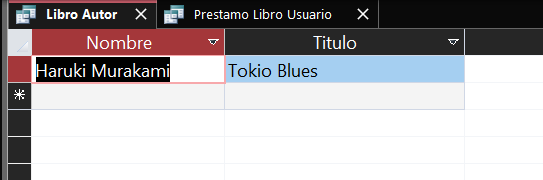 Libro Autor Prestamo Libro Usuario
Nombre Titulo
Haruki Murakami Tokio Blues